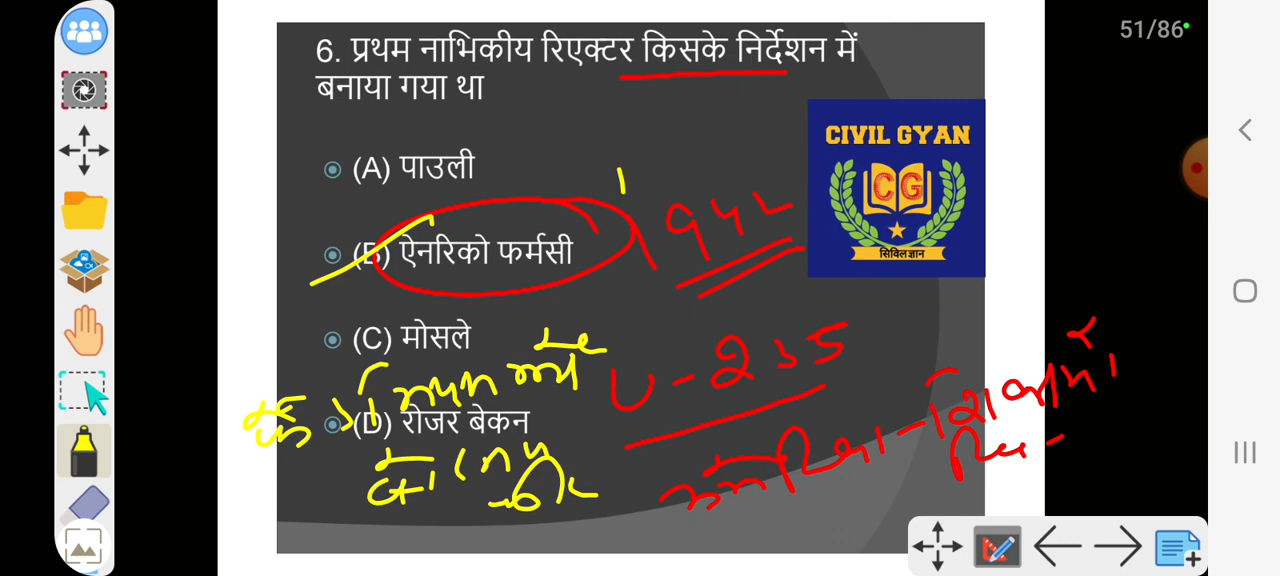 51/86
6. प्रथम नाभिकीय रिएक्टर किसके निर्देशन में
बनाया गया था
CIVIL GYAN
CG
सिविल ज्ञान
(A) पाउली
(B) ऐनरिको फर्मसी
1942
(C) मोसले
U-235
(D) रोजर बेकन